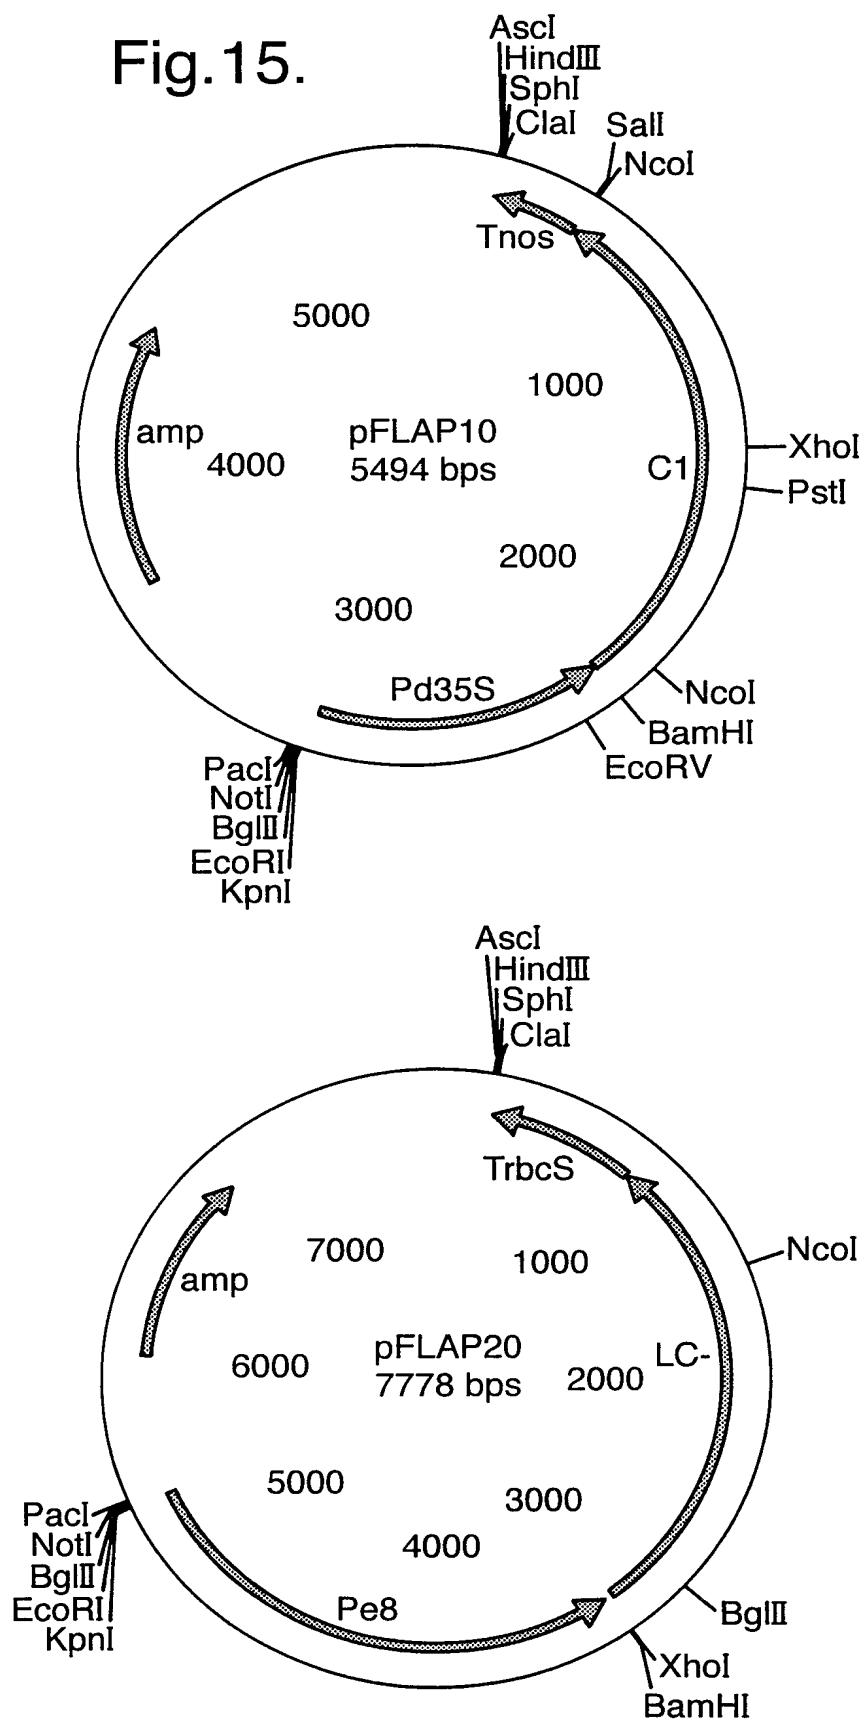 Fig.15.
AscI
HindIII
SphI
ClaI
SalI
NcoI
Tnos
5000
1000
amp
pFLAP10
XhoI
4000
5494 bps
C1
PstI
2000
3000
Pd35S
NcoI
BamHI
EcoRV
PacI
NotI
BglII
EcoRI
KpnI
AscI
HindIII
SphI
ClaI
TrbcS
7000
1000
NcoI
amp
pFLAP20
LC-
6000
7778 bps
2000
5000
3000
4000
PacI
NotI
BglII
EcoRI
KpnI
Pe8
BglII
XhoI
BamHI